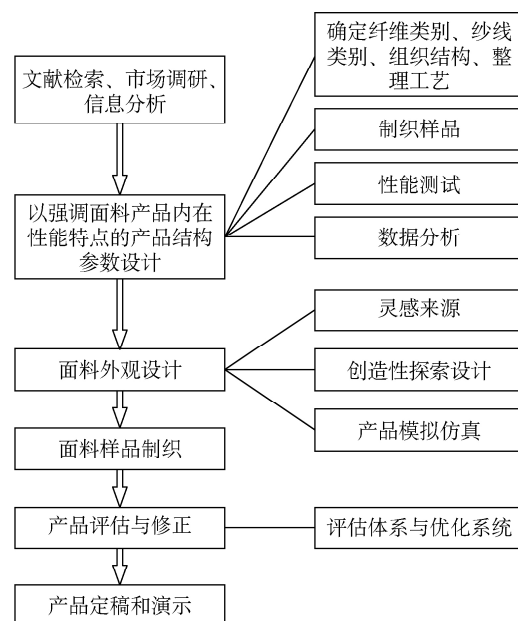 文献检索、市场调研、
信息分析
以强调面料产品内在
性能特点的产品结构
参数设计
面料外观设计
面料样品制织
产品评估与修正
产品定稿和演示
确定纤维类别、纱线
类别、组织结构、整
理工艺
制织样品
性能测试
数据分析
灵感来源
创造性探索设计
产品模拟仿真
评估体系与优化系统